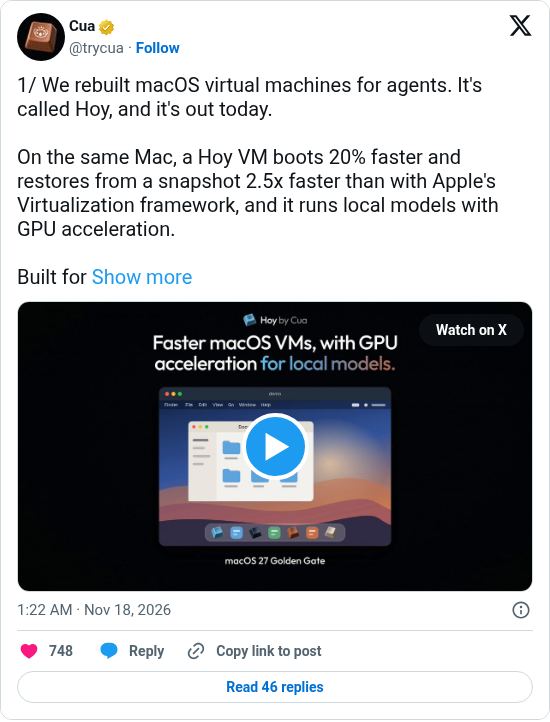 Cua
@trycua · Follow
1/ We rebuilt macOS virtual machines for agents. It's
called Hoy, and it's out today.
On the same Mac, a Hoy VM boots 20% faster and
restores from a snapshot 2.5x faster than with Apple's
Virtualization framework, and it runs local models with
GPU acceleration.
Built for Show more
Hoy by Cua
Watch on X
Faster macOS VMs, with GPU
acceleration for local models.
demo
Finder File Edit View Go Window Help
macOS 27 Golden Gate
1:22 AM · Nov 18, 2026
748 Reply Copy link to post
Read 46 replies